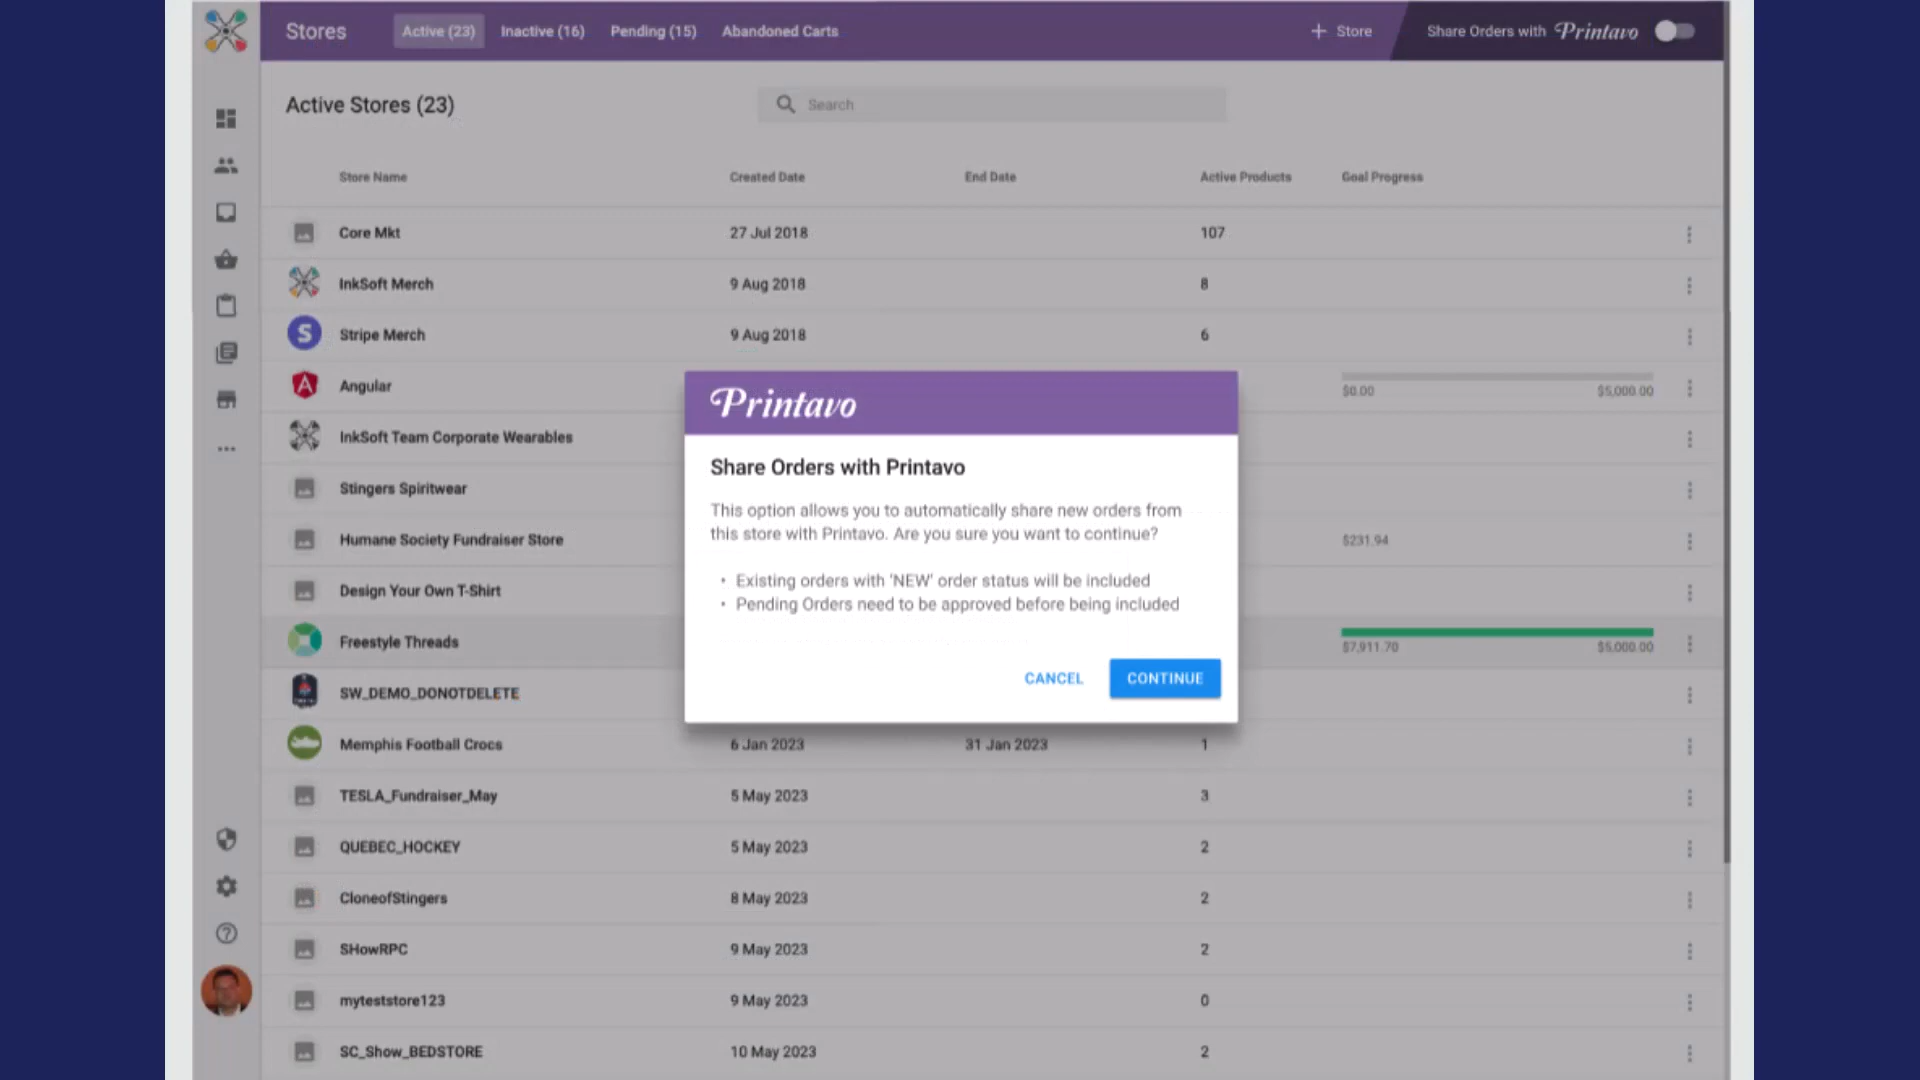 Stores
Active (23)
Inactive (16)
Pending (15)
Abandoned Carts
+ Store
Share Orders with Printavo
Active Stores (23)
Search
Store Name Created Date End Date Active Products Goal Progress
Core Mkt 27 Jul 2018 107
InkSoft Merch 9 Aug 2018 8
S Stripe Merch 9 Aug 2018 6
A Angular $0.00 $5,000.00
InkSoft Team Corporate Wearables
Stingers Spiritwear
Humane Society Fundraiser Store $231.94
Design Your Own T-Shirt
Freestyle Threads $7,911.70 $5,000.00
SW_DEMO_DONOTDELETE
Memphis Football Crocs 6 Jan 2023 31 Jan 2023 1
TESLA_Fundraiser_May 5 May 2023 3
QUEBEC_HOCKEY 5 May 2023 2
CloneofStingers 8 May 2023 2
SHowRPC 9 May 2023 2
myteststore123 9 May 2023 0
SC_Show_BEDSTORE 10 May 2023 2
Printavo
Share Orders with Printavo
This option allows you to automatically share new orders from
this store with Printavo. Are you sure you want to continue?
• Existing orders with 'NEW' order status will be included
• Pending Orders need to be approved before being included
CANCEL
CONTINUE